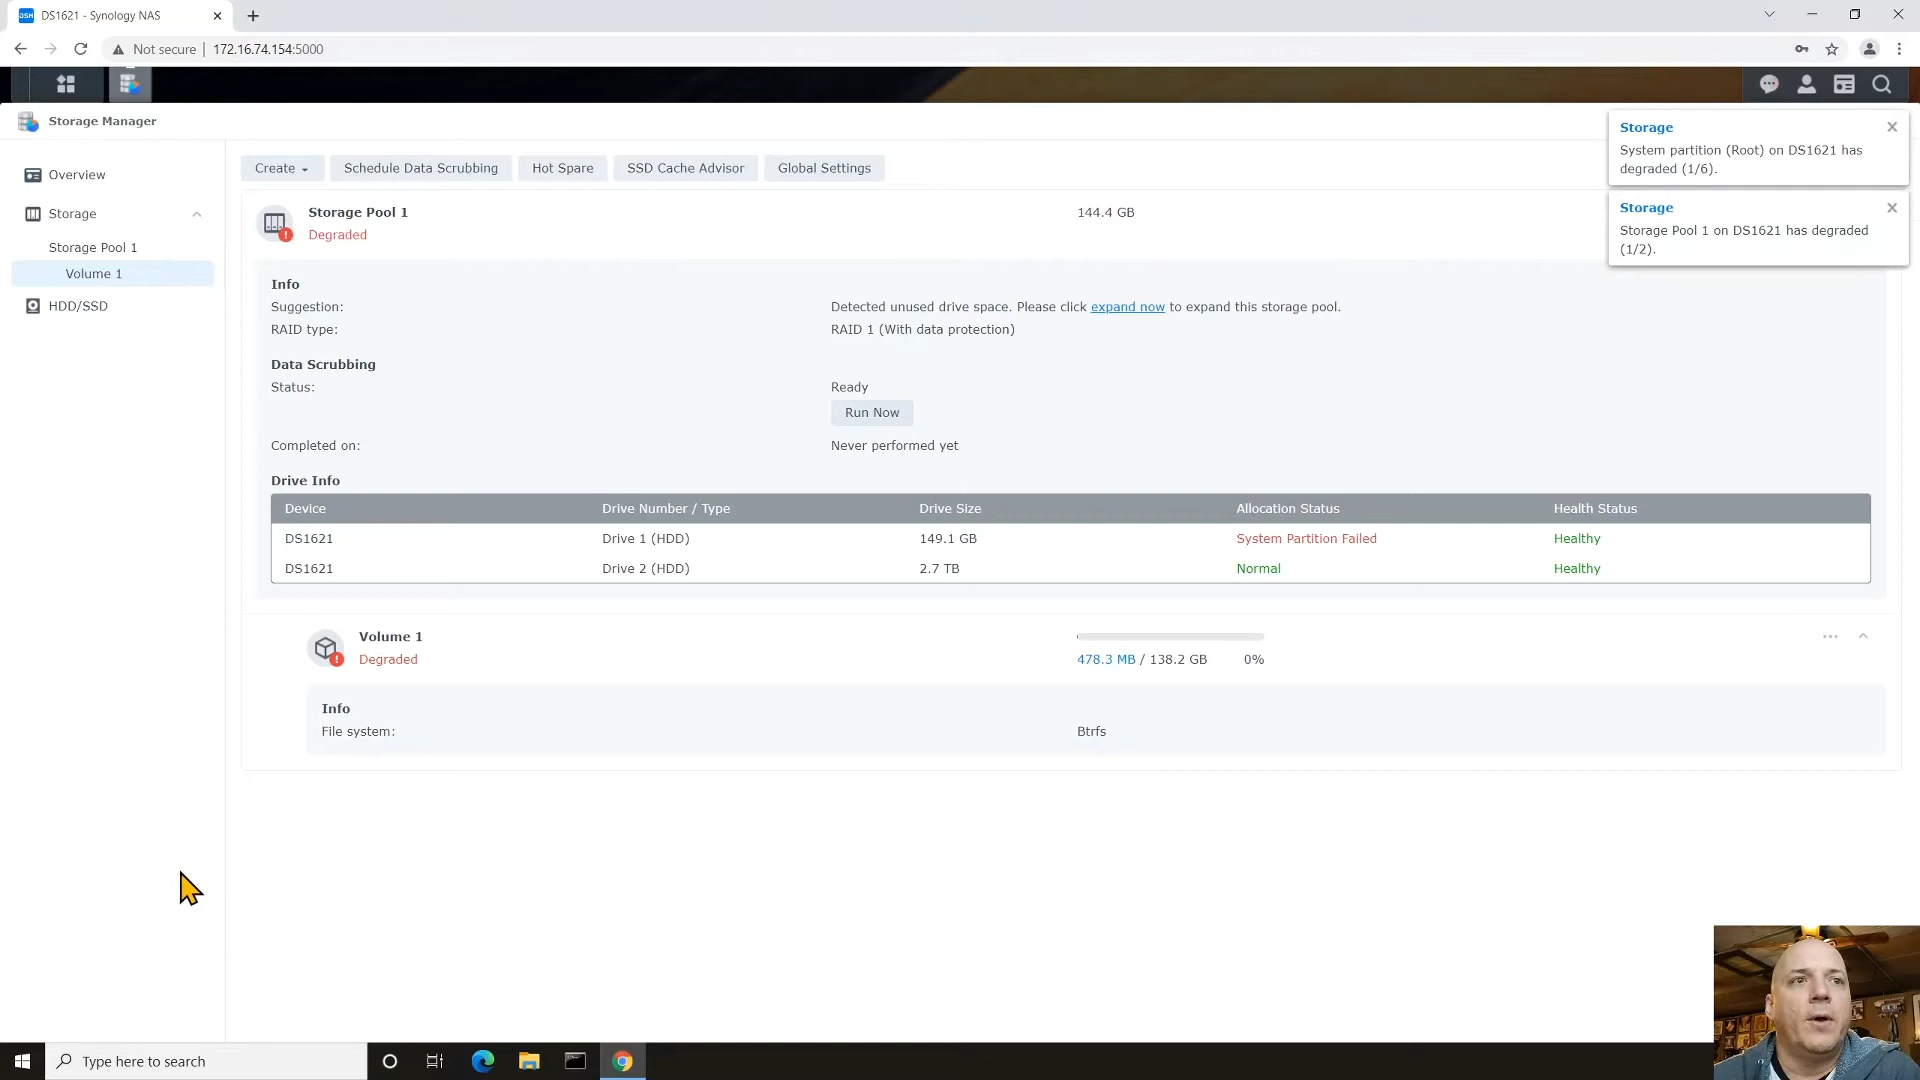 DS1621 - Synology NAS
Not secure
172.16.74.154:5000
Storage Manager
Overview
Storage
Storage Pool 1
Volume 1
HDD/SSD
Create
Schedule Data Scrubbing
Hot Spare
SSD Cache Advisor
Global Settings
Storage
System partition (Root) on DS1621 has
degraded (1/6).
Storage
Storage Pool 1 on DS1621 has degraded
(1/2).
Storage Pool 1
144.4 GB
Degraded
Info
Suggestion:
Detected unused drive space. Please click expand now to expand this storage pool.
RAID type:
RAID 1 (With data protection)
Data Scrubbing
Status:
Ready
Run Now
Completed on:
Never performed yet
Drive Info
Device Drive Number / Type Drive Size Allocation Status Health Status
DS1621 Drive 1 (HDD) 149.1 GB System Partition Failed Healthy
DS1621 Drive 2 (HDD) 2.7 TB Normal Healthy
Volume 1
Degraded
478.3 MB / 138.2 GB 0%
Info
File system:
Btrfs
Type here to search